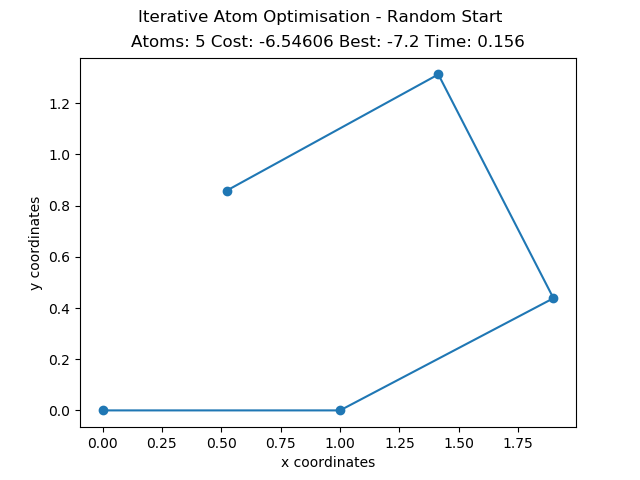 Iterative Atom Optimisation - Random Start
Atoms: 5 Cost: -6.54606 Best: -7.2 Time: 0.156
1.2
1.0
0.8
0.6
0.4
0.2
0.0
y coordinates
0.00 0.25 0.50 0.75 1.00 1.25 1.50 1.75
x coordinates